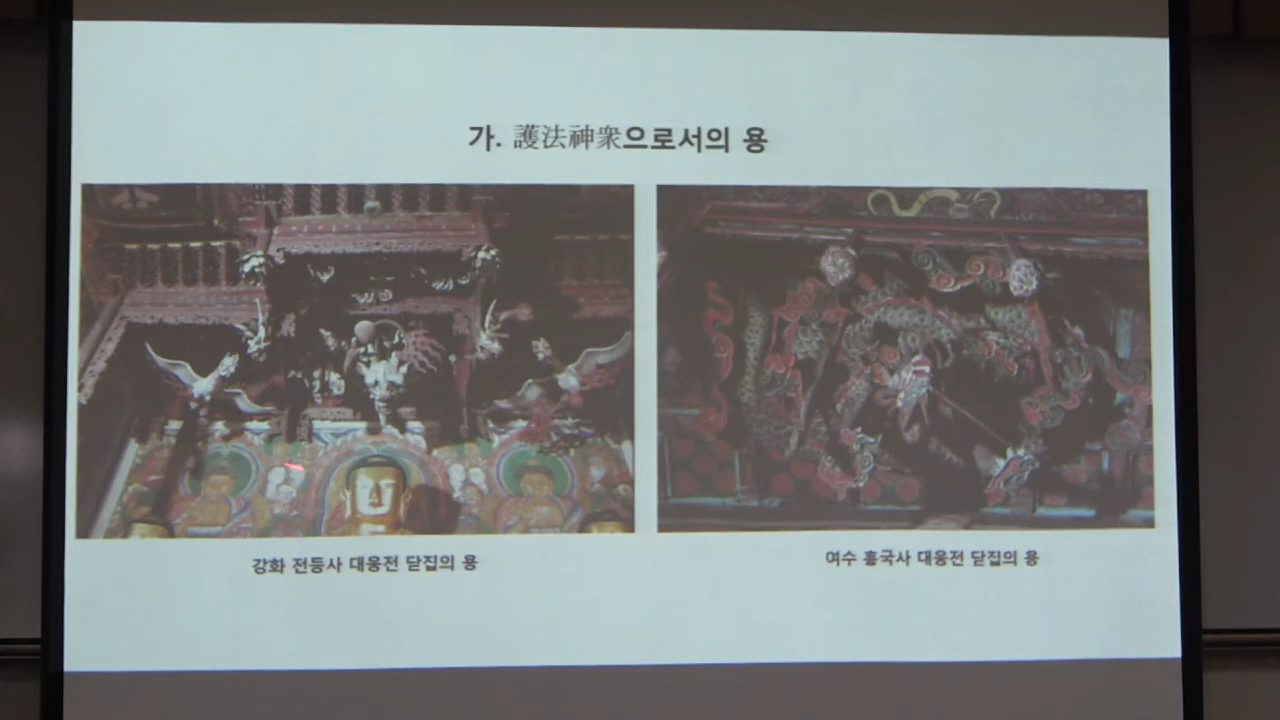 가. 護法神衆으로서의 용
강화 전등사 대웅전 닫집의 용
여수 흥국사 대웅전 닫집의 용